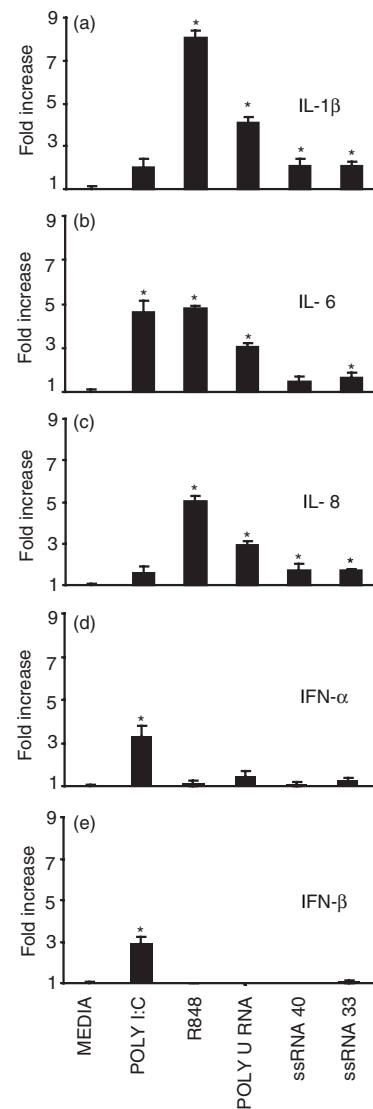 (a)
Fold increase
9
7
5
3
1
*
*
*
*
IL-1β
(b)
Fold increase
9
7
5
3
1
*
*
*
*
IL- 6
(c)
Fold increase
9
7
5
3
1
*
*
*
*
IL- 8
(d)
Fold increase
9
7
5
3
1
*
IFN-α
(e)
Fold increase
9
7
5
3
1
*
IFN-β
MEDIA
POLY I:C
R848
POLY U RNA
ssRNA 40
ssRNA 33